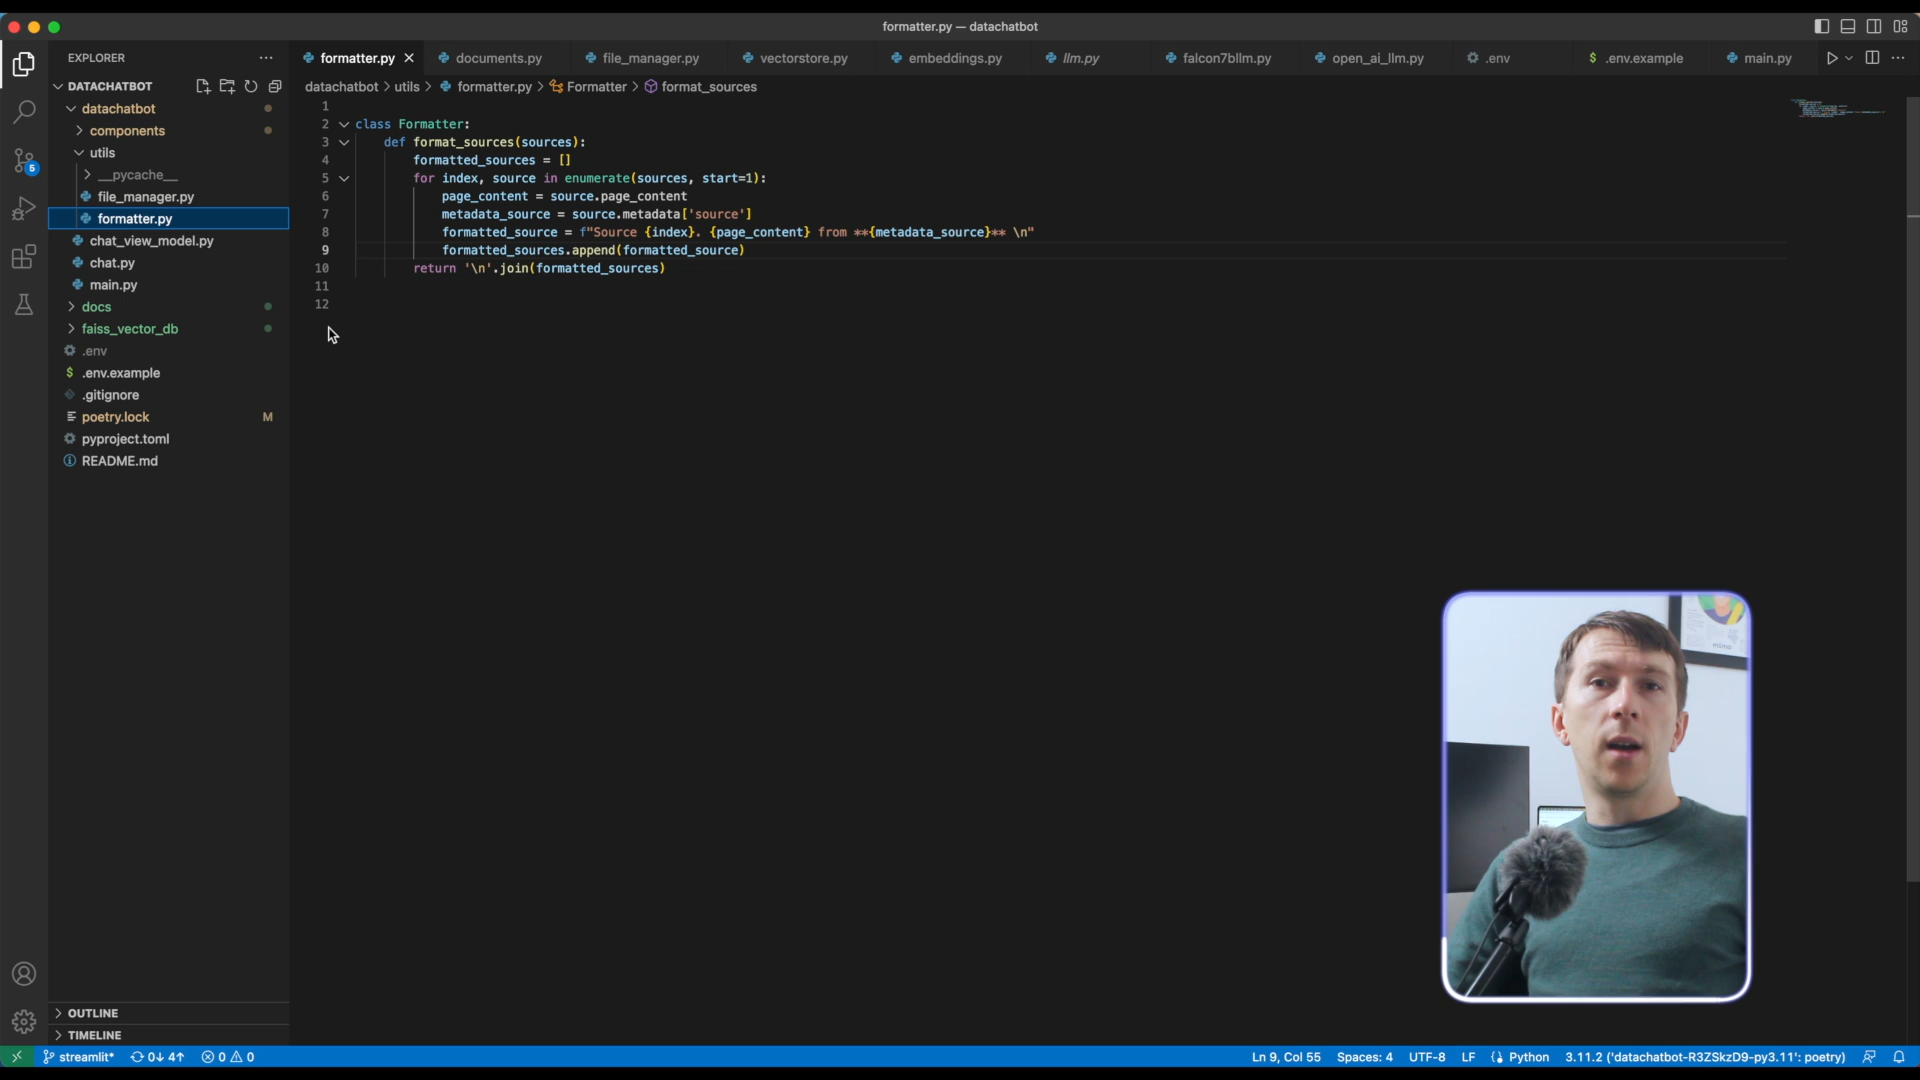 formatter.py — datachatbot
EXPLORER
formatter.py
documents.py
file_manager.py
vectorstore.py
embeddings.py
llm.py
falcon7bllm.py
open_ai_llm.py
.env
$ .env.example
main.py
DATACHATBOT
datachatbot > utils > formatter.py > Formatter > format_sources
datachatbot
components
utils
__pycache__
file_manager.py
formatter.py
chat_view_model.py
chat.py
main.py
docs
faiss_vector_db
.env
$ .env.example
.gitignore
poetry.lock M
pyproject.toml
README.md
5
1
2 class Formatter:
3 def format_sources(sources):
4 formatted_sources = []
5 for index, source in enumerate(sources, start=1):
6 page_content = source.page_content
7 metadata_source = source.metadata['source']
8 formatted_source = f"Source {index}. {page_content} from **{metadata_source}** \n"
9 formatted_sources.append(formatted_source)
10 return '\n'.join(formatted_sources)
11
12
mimo
OUTLINE
TIMELINE
streamlit* 0↓ 4↑ 0 0 Ln 9, Col 55 Spaces: 4 UTF-8 LF Python 3.11.2 ('datachatbot-R3ZSkzD9-py3.11': poetry)